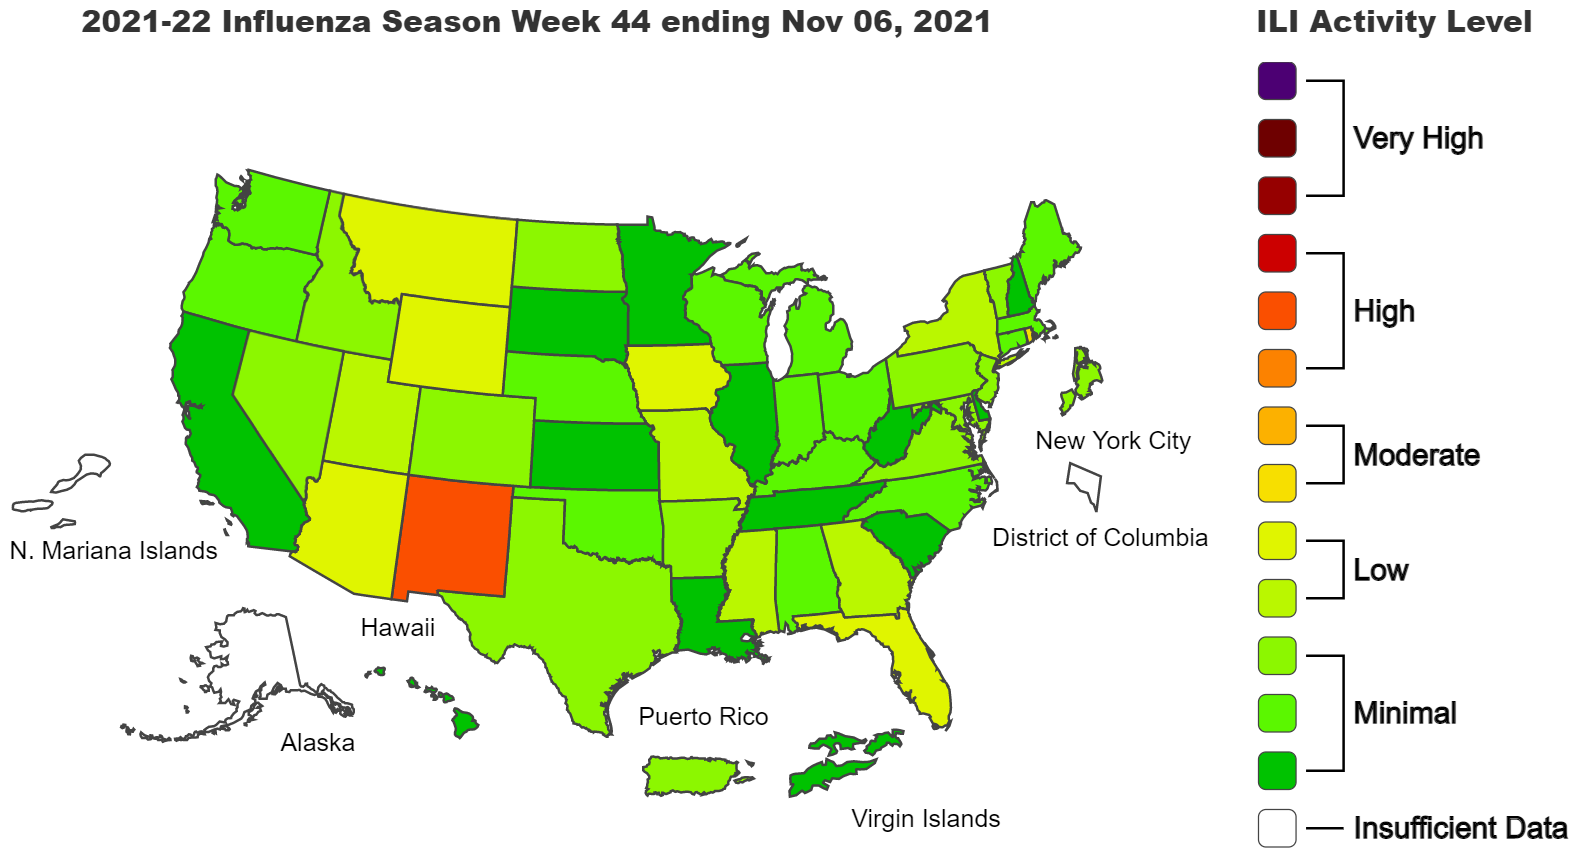 2021-22 Influenza Season Week 44 ending Nov 06, 2021
ILI Activity Level
Very High
High
Moderate
Low
Minimal
Insufficient Data
New York City
District of Columbia
N. Mariana Islands
Hawaii
Alaska
Puerto Rico
Virgin Islands